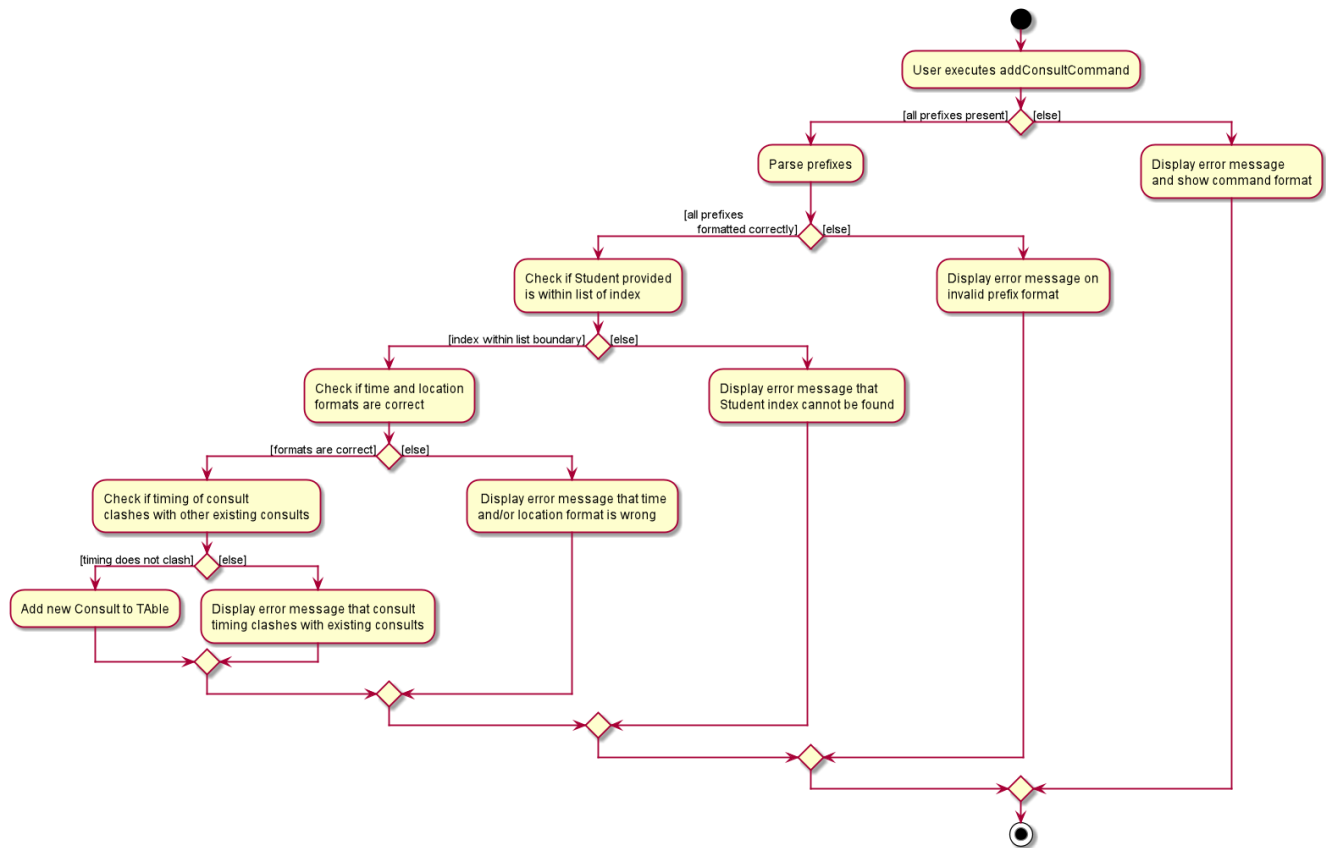 User executes addConsultCommand
[all prefixes present]
[else]
Parse prefixes
Display error message
and show command format
[all prefixes
formatted correctly]
[else]
Check if Student provided
is within list of index
Display error message on
invalid prefix format
[index within list boundary]
[else]
Check if time and location
formats are correct
Display error message that
Student index cannot be found
[formats are correct]
[else]
Check if timing of consult
clashes with other existing consults
Display error message that time
and/or location format is wrong
[timing does not clash]
[else]
Add new Consult to TAble
Display error message that consult
timing clashes with existing consults